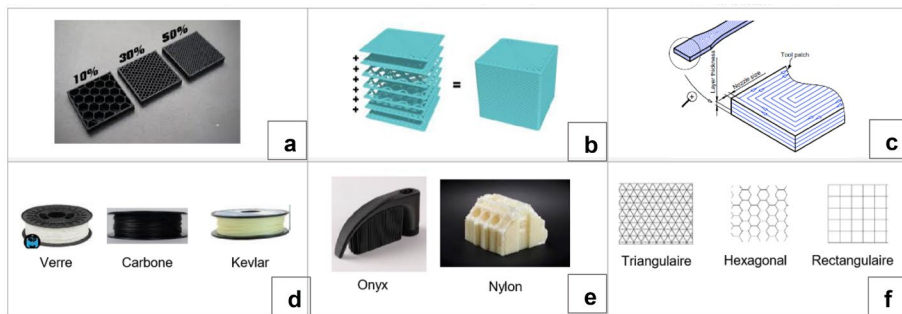 10% 30% 50%
a
+
+
+
+
+
+
=
b
Layer thickness
Nozzle size
Tool patch
c
Verre Carbone Kevlar
d
Onyx Nylon
e
Triangulaire Hexagonal Rectangulaire
f